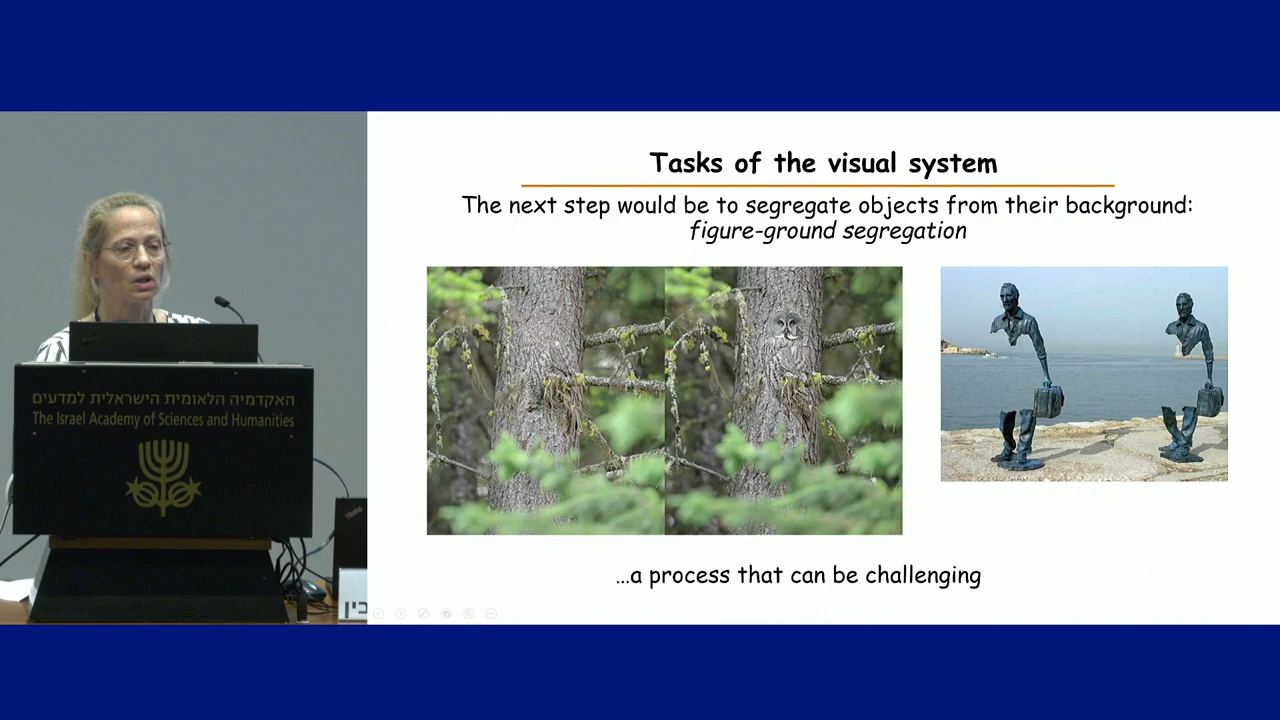 Tasks of the visual system
The next step would be to segregate objects from their background:
figure-ground segregation
...a process that can be challenging
האקדמיה הלאומית הישראלית למדעים
The Israel Academy of Sciences and Humanities
ThinkPad